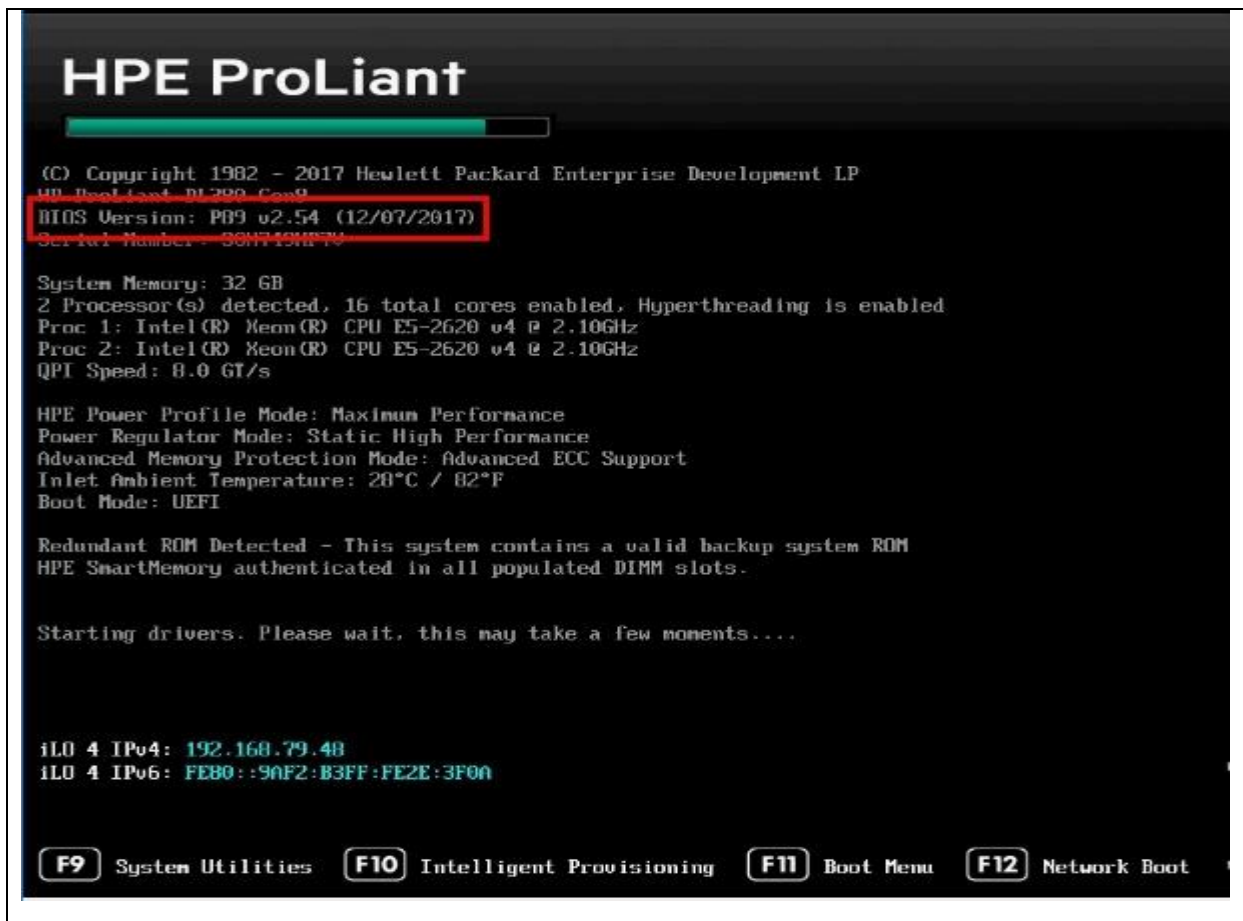 HPE ProLiant
(C) Copyright 1982 - 2017 Hewlett Packard Enterprise Development LP
HP ProLiant Gen9
BIOS Version: P89 v2.54 (12/07/2017)
Serial Number:
System Memory: 32 GB
2 Processor(s) detected, 16 total cores enabled, Hyperthreading is enabled
Proc 1: Intel(R) Xeon(R) CPU E5-2620 v4 @ 2.10GHz
Proc 2: Intel(R) Xeon(R) CPU E5-2620 v4 @ 2.10GHz
QPI Speed: 8.0 GT/s
HPE Power Profile Mode: Maximum Performance
Power Regulator Mode: Static High Performance
Advanced Memory Protection Mode: Advanced ECC Support
Inlet Ambient Temperature: 28°C / 82°F
Boot Mode: UEFI
Redundant ROM Detected - This system contains a valid backup system ROM
HPE SmartMemory authenticated in all populated DIMM slots.
Starting drivers. Please wait, this may take a few moments....
iLO 4 IPv4: 192.168.79.48
iLO 4 IPv6: FE80::9AF2:B3FF:FE2E:3F0A
F9 System Utilities F10 Intelligent Provisioning F11 Boot Menu F12 Network Boot